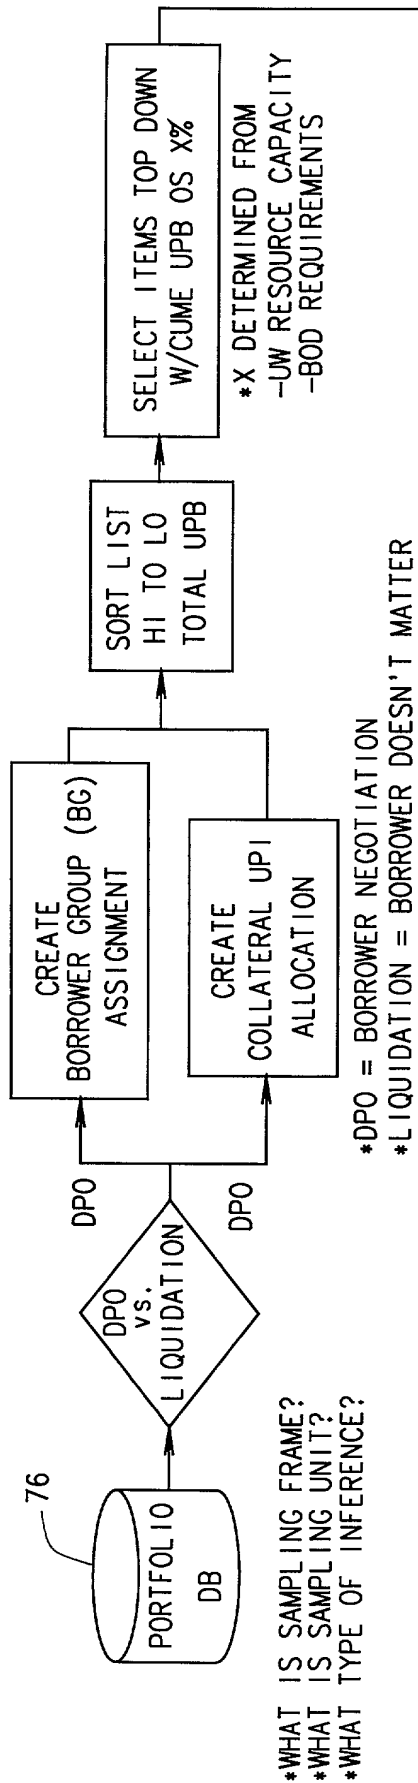 76
PORTFOLIO
DB
*WHAT IS SAMPLING FRAME?
*WHAT IS SAMPLING UNIT?
*WHAT TYPE OF INFERENCE?
DPO
vs.
LIQUIDATION
DPO
DPO
CREATE
BORROWER GROUP (BG)
ASSIGNMENT
CREATE
COLLATERAL UPI
ALLOCATION
*DPO = BORROWER NEGOTIATION
*LIQUIDATION = BORROWER DOESN'T MATTER
SORT LIST
HI TO LO
TOTAL UPB
SELECT ITEMS TOP DOWN
W/CUME UPB OS X%
*X DETERMINED FROM
-UW RESOURCE CAPACITY
-BOD REQUIREMENTS